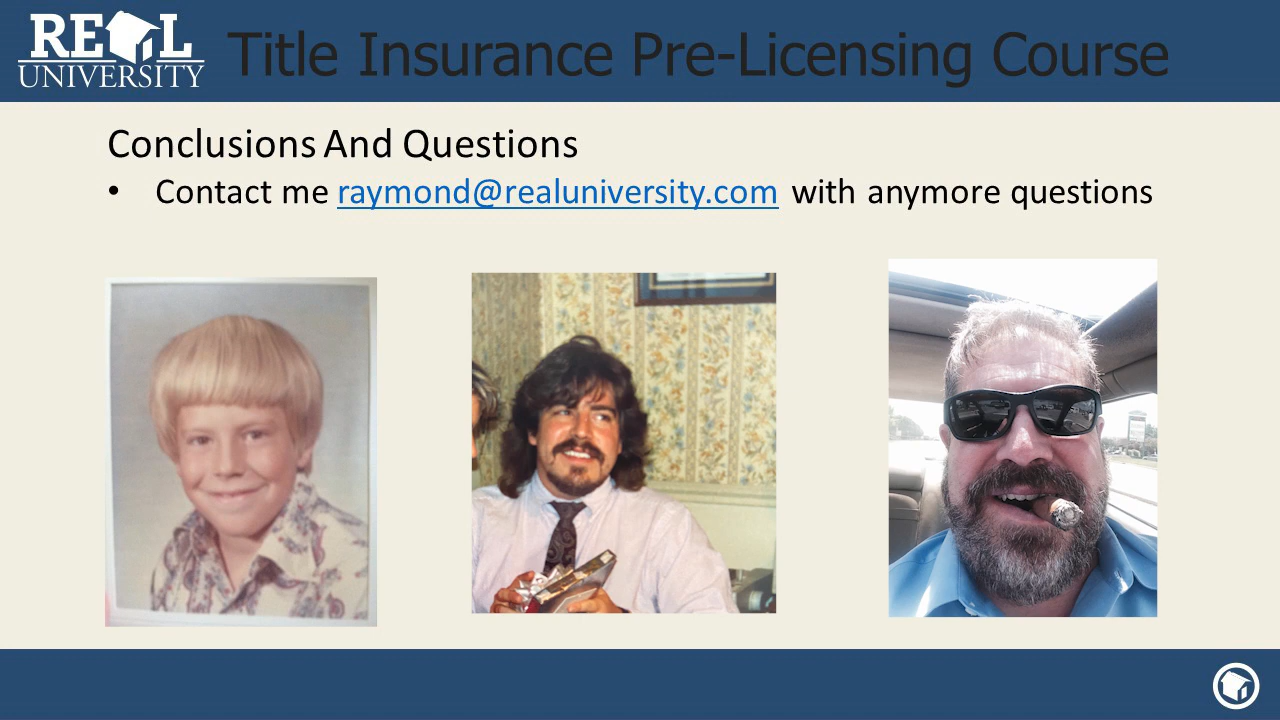 REAL
UNIVERSITY
Title Insurance Pre-Licensing Course
Conclusions And Questions
• Contact me raymond@realuniversity.com with anymore questions